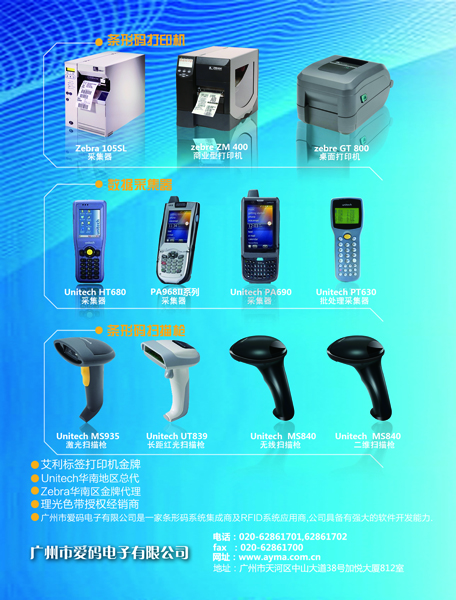 条形码打印机
Zebra 105SL
采集器
zebre ZM 400
商业型打印机
zebre GT 800
桌面打印机
数据采集器
Unitech HT680
采集器
PA968II系列
采集器
Unitech PA690
采集器
Unitech PT630
批处理采集器
条形码扫描枪
Unitech MS935
激光扫描枪
Unitech UT839
长距红光扫描枪
Unitech MS840
无线扫描枪
Unitech MS840
二维扫描枪
艾利标签打印机金牌
Unitech华南地区总代
Zebra华南区金牌代理
理光色带授权经销商
广州市爱码电子有限公司是一家条形码系统集成商及RFID系统应用商,公司具备有强大的软件开发能力.
广州市爱码电子有限公司
电话:020-62861701,62861702
fax :020-62861700
网址:www.ayma.com.cn
地址:广州市天河区中山大道38号加悦大厦812室